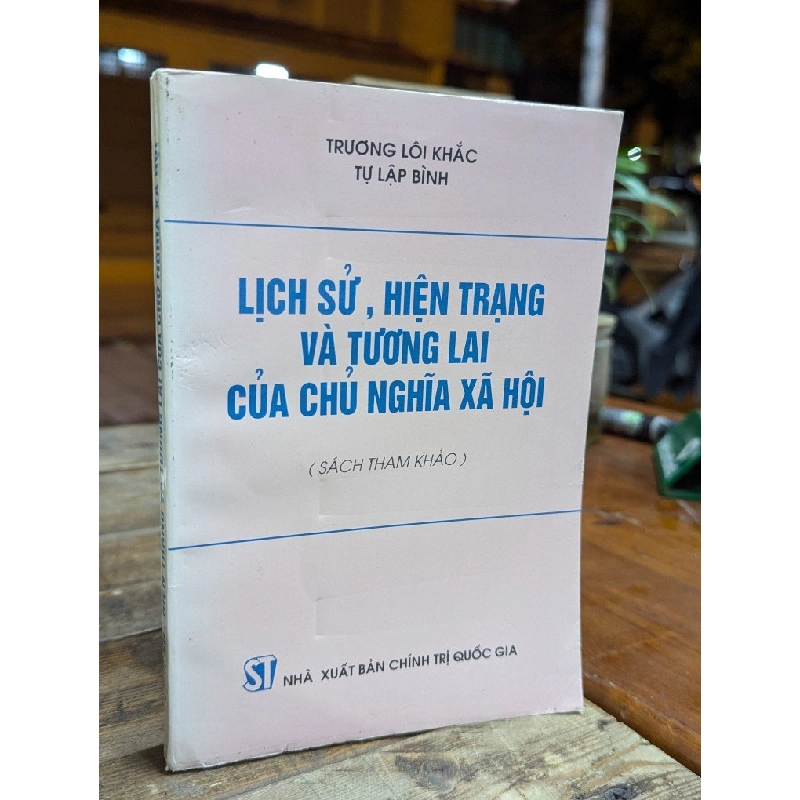 TRƯƠNG LÔI KHẮC
TỰ LẬP BÌNH
LỊCH SỬ, HIỆN TRẠNG
VÀ TƯƠNG LAI
CỦA CHỦ NGHĨA XÃ HỘI
(SÁCH THAM KHẢO)
ST NHÀ XUẤT BẢN CHÍNH TRỊ QUỐC GIA